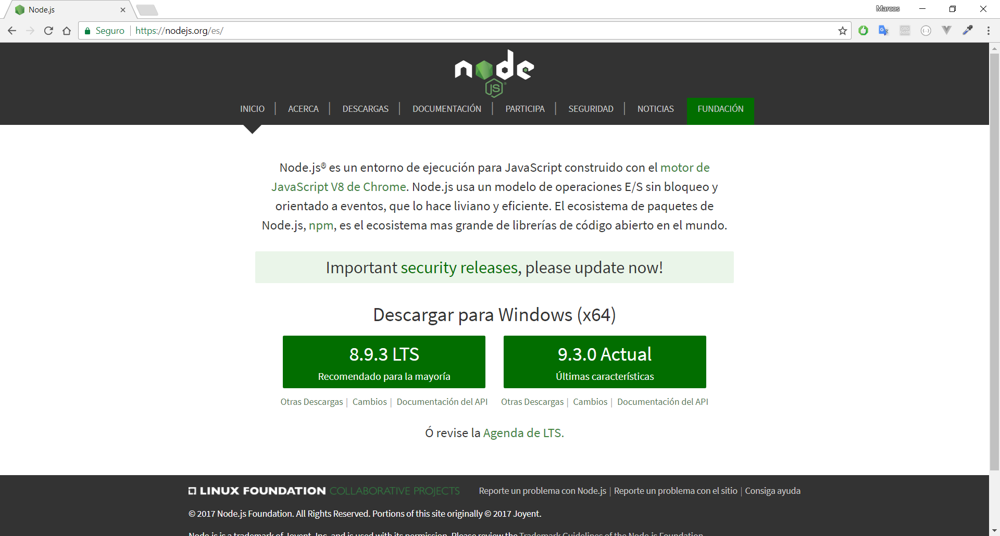 Node.js
Marcos
Seguro https://nodejs.org/es/
node
JS
INICIO | ACERCA | DESCARGAS | DOCUMENTACIÓN | PARTICIPA | SEGURIDAD | NOTICIAS FUNDACIÓN
Node.js® es un entorno de ejecución para JavaScript construido con el motor de
JavaScript V8 de Chrome. Node.js usa un modelo de operaciones E/S sin bloqueo y
orientado a eventos, que lo hace liviano y eficiente. El ecosistema de paquetes de
Node.js, npm, es el ecosistema mas grande de librerías de código abierto en el mundo.
Important security releases, please update now!
Descargar para Windows (x64)
8.9.3 LTS
Recomendado para la mayoría
9.3.0 Actual
Últimas características
Otras Descargas | Cambios | Documentación del API
Otras Descargas | Cambios | Documentación del API
Ó revise la Agenda de LTS.
LINUX FOUNDATION COLLABORATIVE PROJECTS
Reporte un problema con Node.js | Reporte un problema con el sitio | Consiga ayuda
© 2017 Node.js Foundation. All Rights Reserved. Portions of this site originally © 2017 Joyent.
Node.js is a trademark of Joyent, Inc. and is used with its permission. Please review the Trademark Guidelines of the Node.js Foundation.